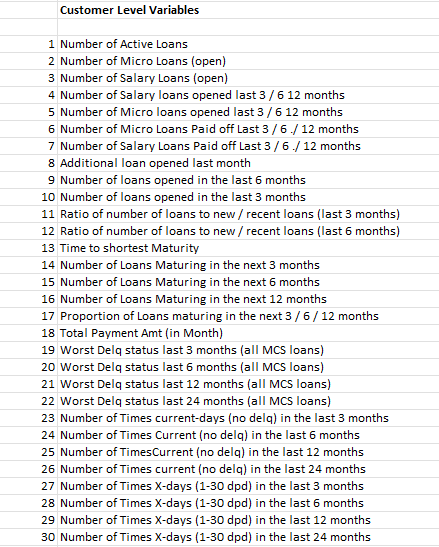 Customer Level Variables
1 Number of Active Loans
2 Number of Micro Loans (open)
3 Number of Salary Loans (open)
4 Number of Salary loans opened last 3 / 6 12 months
5 Number of Micro loans opened last 3 / 6 12 months
6 Number of Micro Loans Paid off Last 3 / 6 ./ 12 months
7 Number of Salary Loans Paid off Last 3 / 6 ./ 12 months
8 Additional loan opened last month
9 Number of loans opened in the last 6 months
10 Number of loans opened in the last 3 months
11 Ratio of number of loans to new / recent loans (last 3 months)
12 Ratio of number of loans to new / recent loans (last 6 months)
13 Time to shortest Maturity
14 Number of Loans Maturing in the next 3 months
15 Number of Loans Maturing in the next 6 months
16 Number of Loans Maturing in the next 12 months
17 Proportion of Loans maturing in the next 3 / 6 / 12 months
18 Total Payment Amt (in Month)
19 Worst Delq status last 3 months (all MCS loans)
20 Worst Delq status last 6 months (all MCS loans)
21 Worst Delq status last 12 months (all MCS loans)
22 Worst Delq status last 24 months (all MCS loans)
23 Number of Times current-days (no delq) in the last 3 months
24 Number of Times Current (no delq) in the last 6 months
25 Number of TimesCurrent (no delq) in the last 12 months
26 Number of Times current (no delq) in the last 24 months
27 Number of Times X-days (1-30 dpd) in the last 3 months
28 Number of Times X-days (1-30 dpd) in the last 6 months
29 Number of Times X-days (1-30 dpd) in the last 12 months
30 Number of Times X-days (1-30 dpd) in the last 24 months